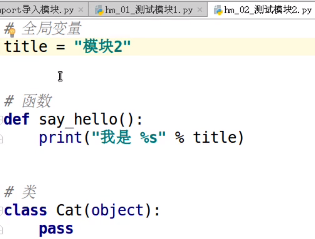 port导入模块.py × hm_01_测试模块1.py × hm_02_测试模块2.py
# 全局变量
title = "模块2"
# 函数
def say_hello():
print("我是 %s" % title)
# 类
class Cat(object):
pass